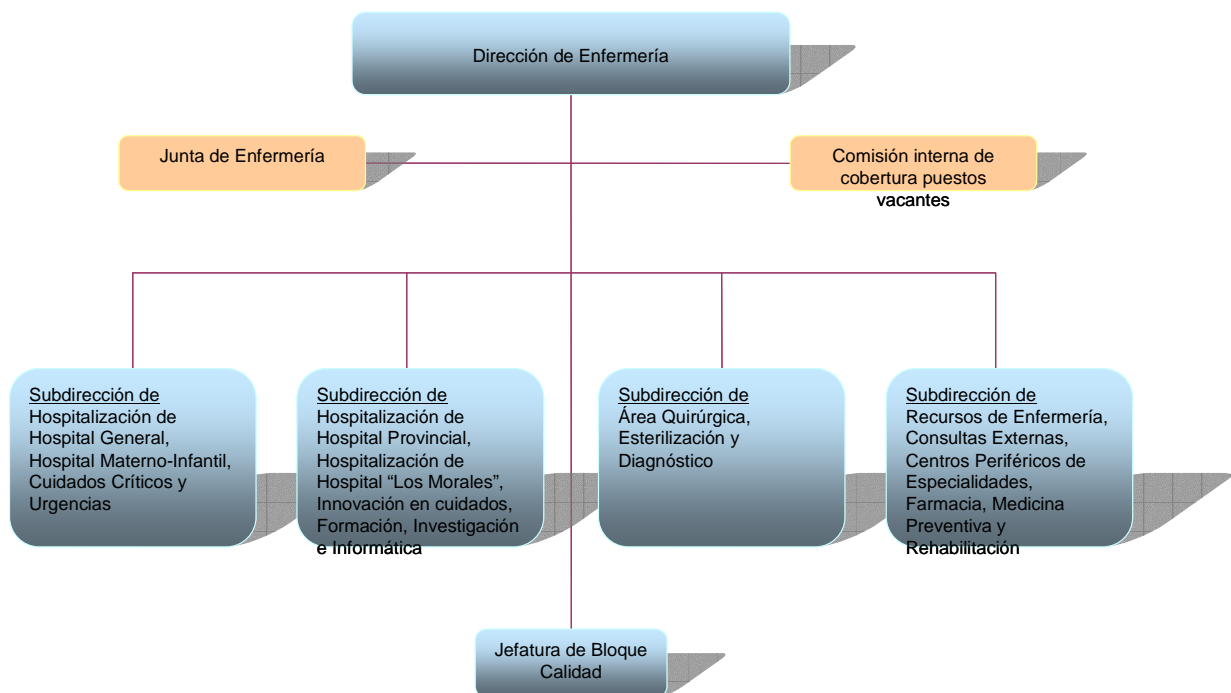 Dirección de Enfermería
Junta de Enfermería
Comisión interna de
cobertura puestos
vacantes
Subdirección de
Hospitalización de
Hospital General,
Hospital Materno-Infantil,
Cuidados Críticos y
Urgencias
Subdirección de
Hospitalización de
Hospital Provincial,
Hospitalización de
Hospital “Los Morales”,
Innovación en cuidados,
Formación, Investigación
e Informática
Subdirección de
Área Quirúrgica,
Esterilización y
Diagnóstico
Subdirección de
Recursos de Enfermería,
Consultas Externas,
Centros Periféricos de
Especialidades,
Farmacia, Medicina
Preventiva y
Rehabilitación
Jefatura de Bloque
Calidad